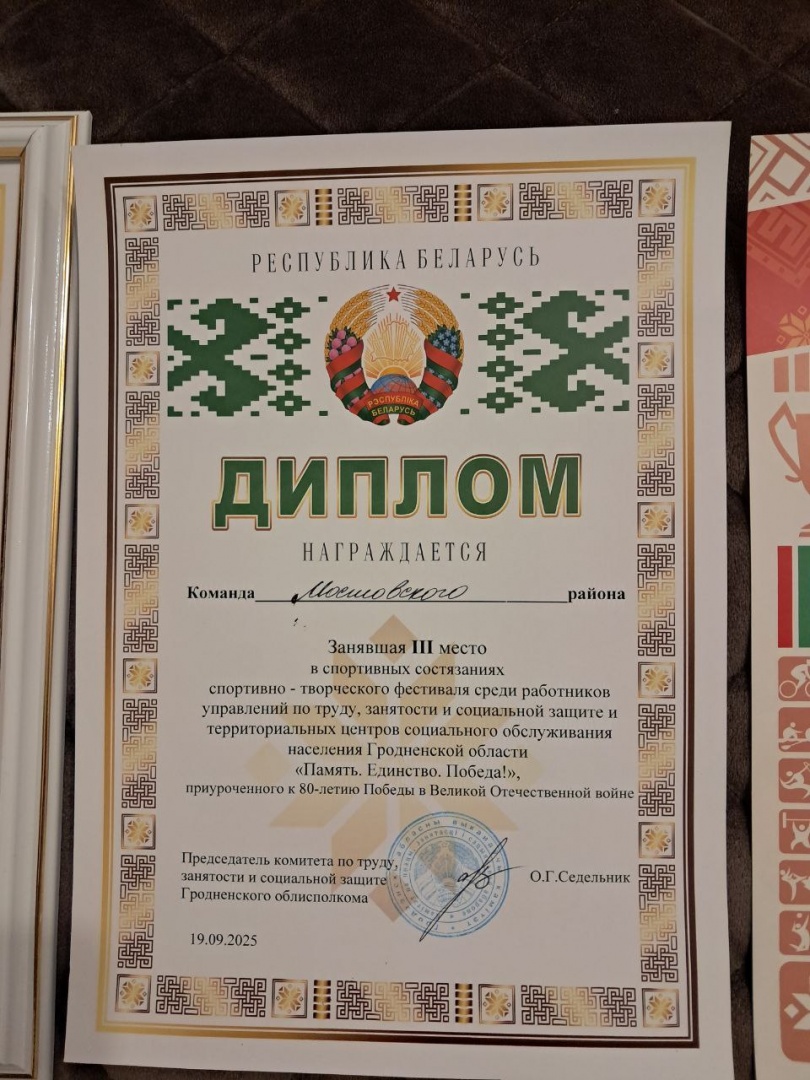 РЕСПУБЛИКА БЕЛАРУСЬ
РЭСПУБЛІКА
БЕЛАРУСЬ
ДИПЛОМ
НАГРАЖДАЕТСЯ
Команда Мостовского района
Занявшая III место
в спортивных состязаниях
спортивно - творческого фестиваля среди работников
управлений по труду, занятости и социальной защите и
территориальных центров социального обслуживания
населения Гродненской области
«Память. Единство. Победа!»,
приуроченного к 80-летию Победы в Великой Отечественной войне
Председатель комитета по труду,
занятости и социальной защите
Гродненского облисполкома
О.Г.Седельник
19.09.2025